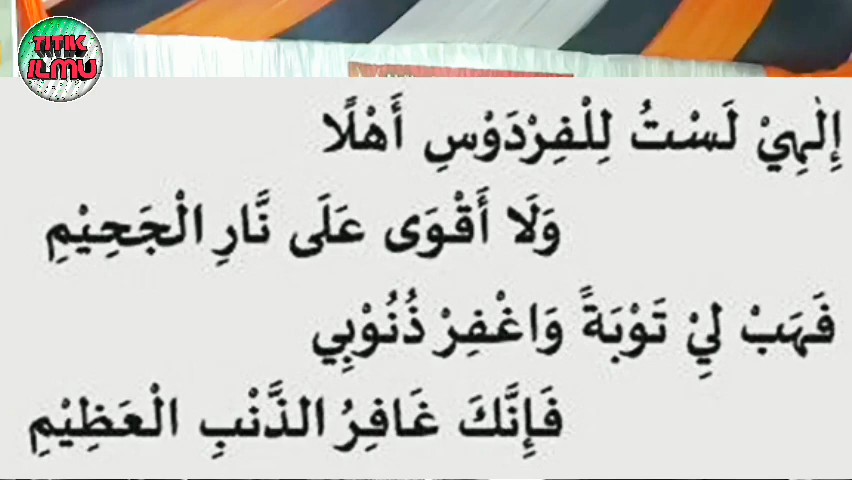 TITIK
ILMU
إِلٰهِيْ لَسْتُ لِلْفِرْدَوْسِ أَهْلًا
وَلَا أَقْوَى عَلَى نَّارِ الْجَحِيْمِ
فَهَبْ لِيْ تَوْبَةً وَاغْفِرْ ذُنُوْبِي
فَإِنَّكَ غَافِرُ الذَّنْبِ الْعَظِيْمِ